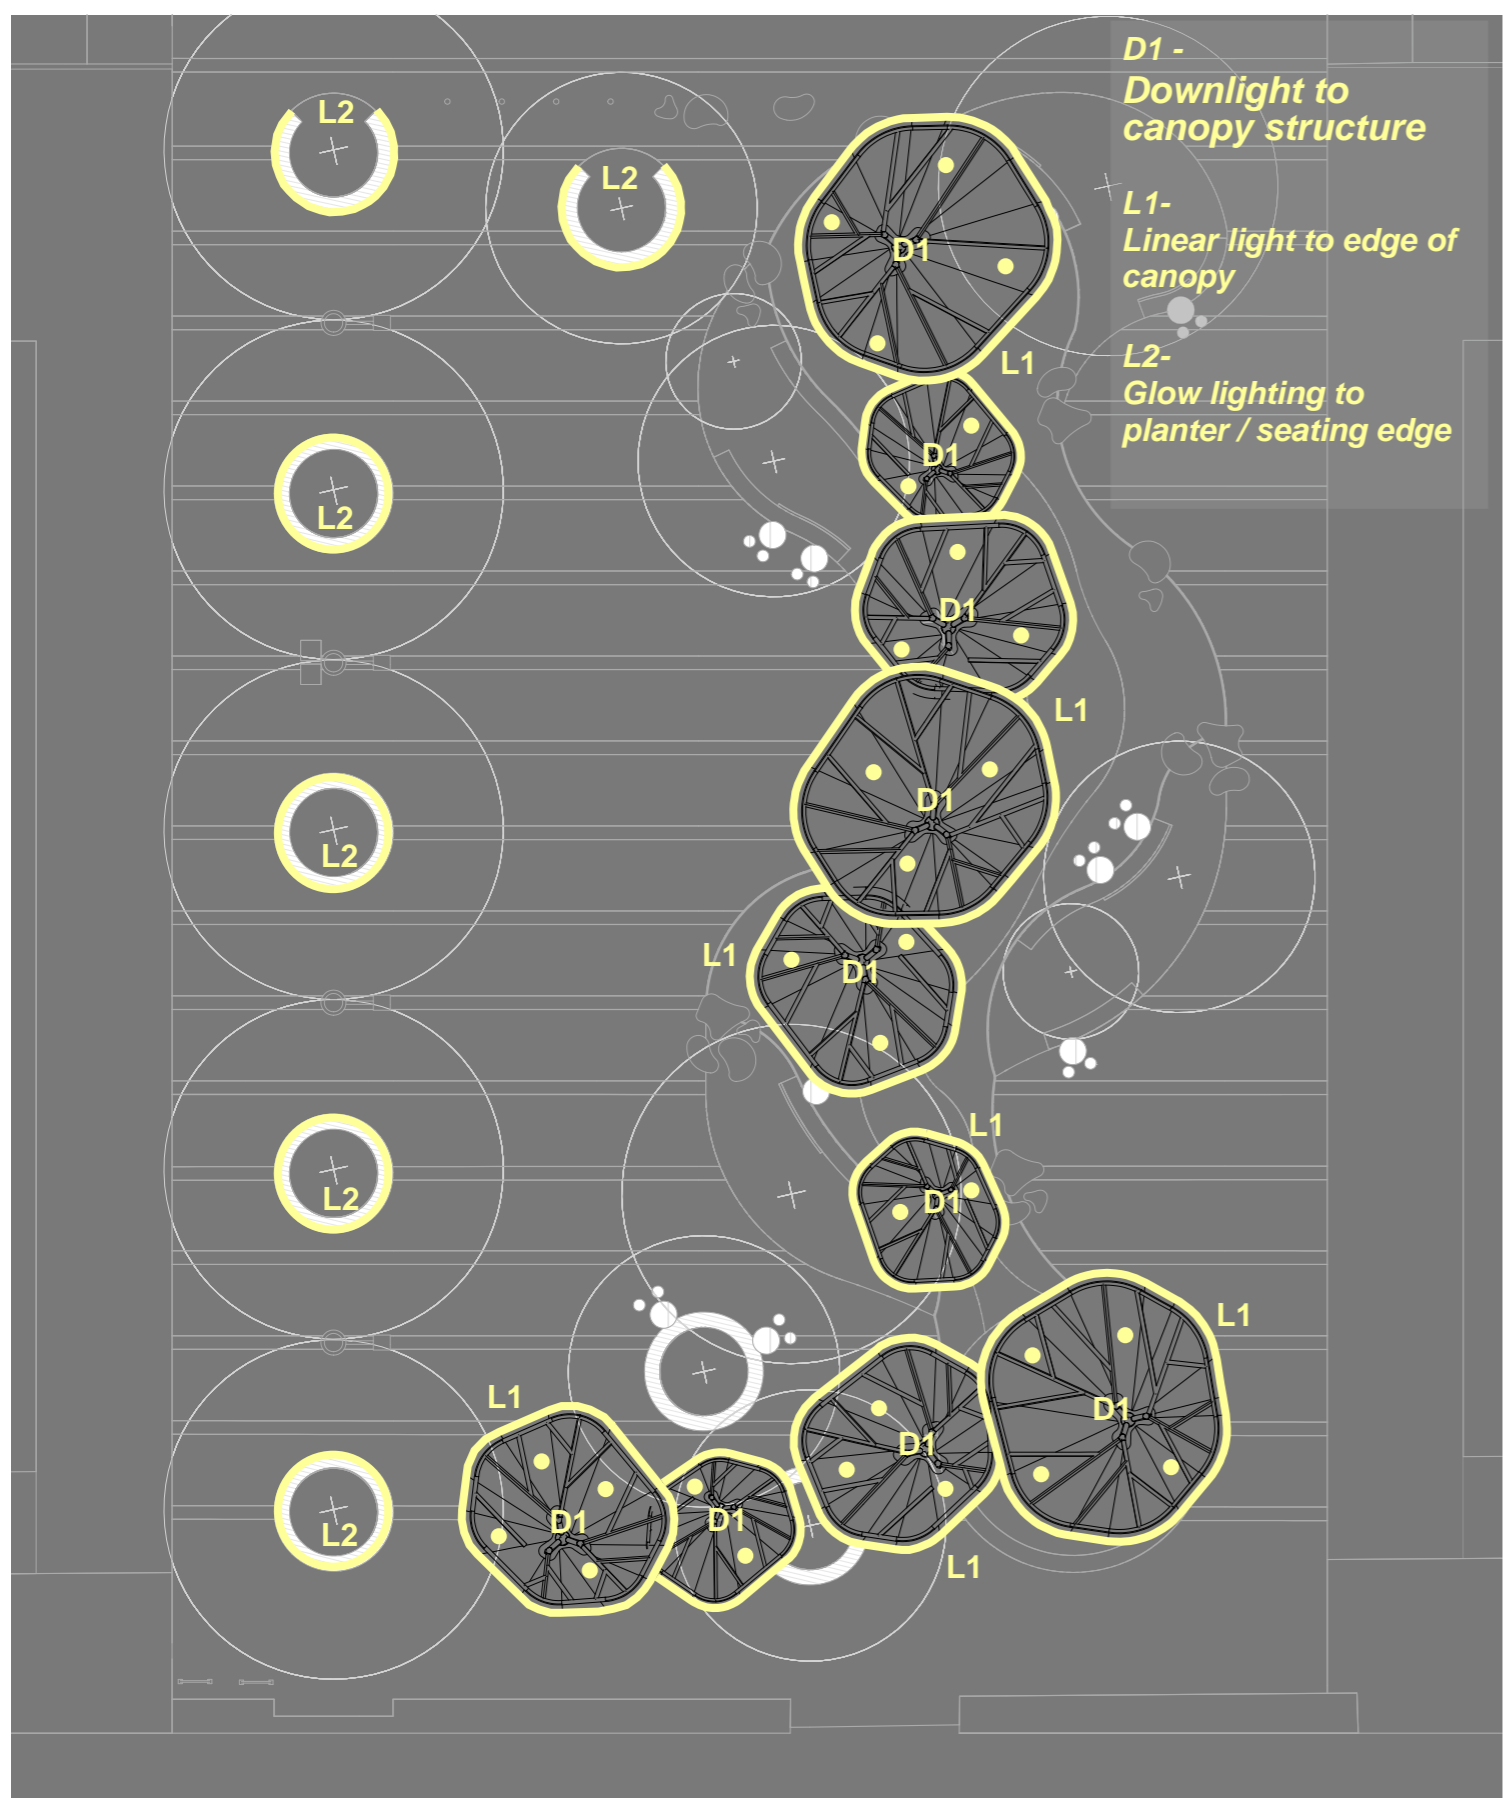 D1 -
Downlight to
canopy structure
L1-
Linear light to edge of
canopy
L2-
Glow lighting to
planter / seating edge
L2
L2
D1
L1
D1
L2
D1
L1
D1
L2
L1
D1
L1
D1
L2
L1
D1
L1
D1
D1
D1
L2
L1